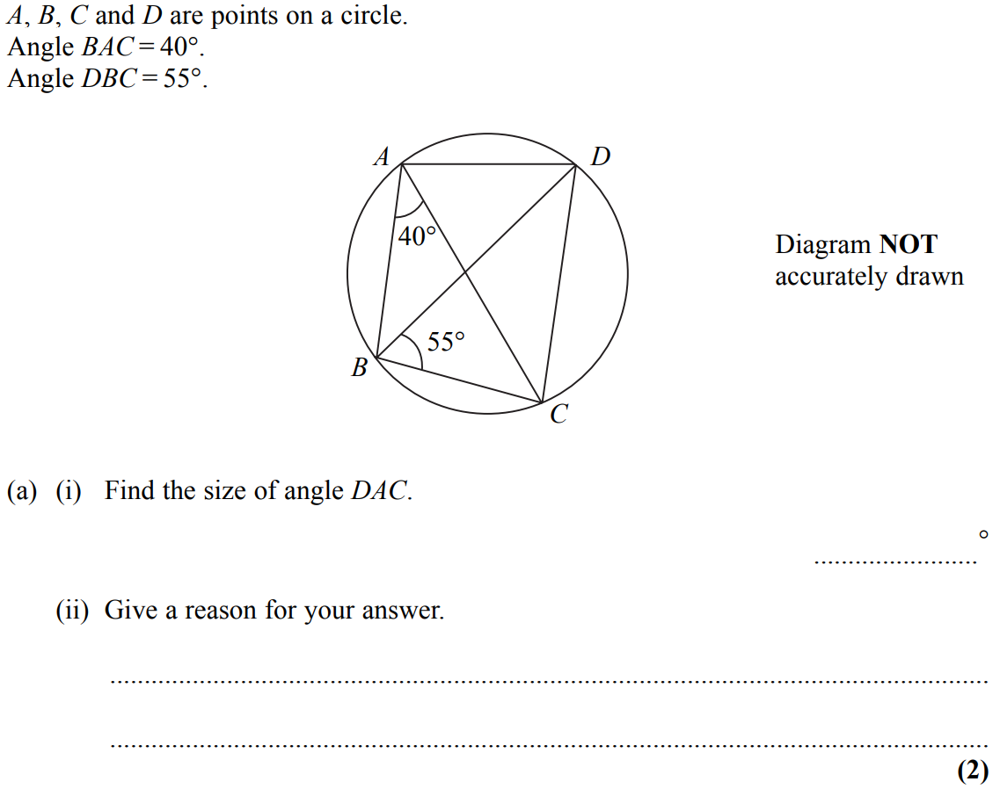 A, B, C and D are points on a circle.
Angle BAC = 40°.
Angle DBC = 55°.
A
D
40°
Diagram NOT
accurately drawn
55°
B
C
(a) (i) Find the size of angle DAC.
........................°
(ii) Give a reason for your answer.
....................................................................................................................................
....................................................................................................................................
(2)